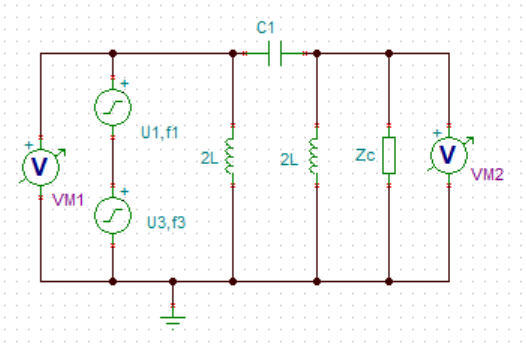 C1
+
U1,f1
+
V
VM1
2L
2L
Zc
+
V
VM2
+
U3,f3